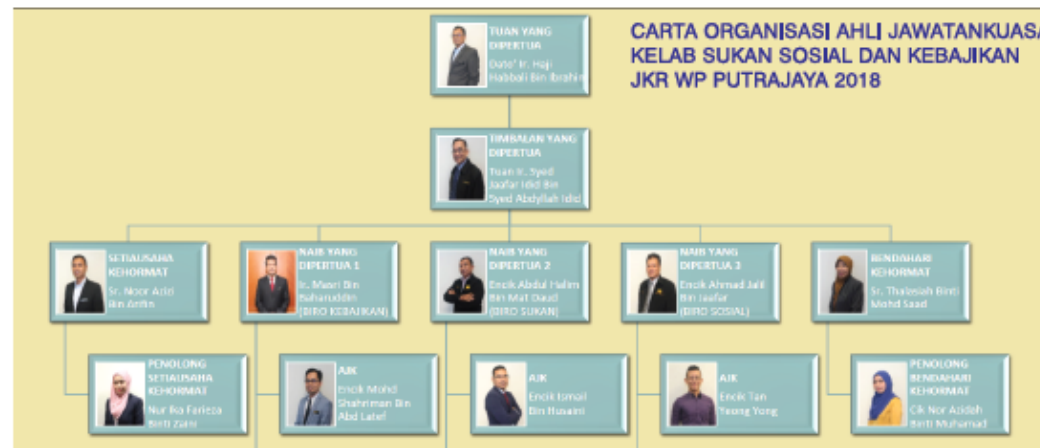 CARTA ORGANISASI AHLI JAWATANKUASA
KELAB SUKAN SOSIAL DAN KEBAJIKAN
JKR WP PUTRAJAYA 2018
TUAN YANG
DIPERTUA
Dato' Ir. Haji
Habbali Bin Ibrahim
TIMBALAN YANG
DIPERTUA
Tuan Ir. Syed
Jaafar Idid Bin
Syed Abdyllah Idid
SETIAUSAHA
KEHORMAT
Sr. Noor Azizi
Bin Ariffin
NAIB YANG
DIPERTUA 1
Ir. Masri Bin
Baharuddin
(BIRO KEBAJIKAN)
NAIB YANG
DIPERTUA 2
Encik Abdul Halim
Bin Mat Daud
(BIRO SUKAN)
NAIB YANG
DIPERTUA 3
Encik Ahmad Jalil
Bin Jaafar
(BIRO SOSIAL)
BENDAHARI
KEHORMAT
Sr. Thalasiah Binti
Mohd Saad
PENOLONG
SETIAUSAHA
KEHORMAT
Nur Ika Farieza
Binti Zaini
AJK
Encik Mohd
Shahriman Bin
Abd Latef
AJK
Encik Ismail
Bin Husaini
AJK
Encik Tan
Yeong Yong
PENOLONG
BENDAHARI
KEHORMAT
Cik Nor Azidah
Binti Muhamad